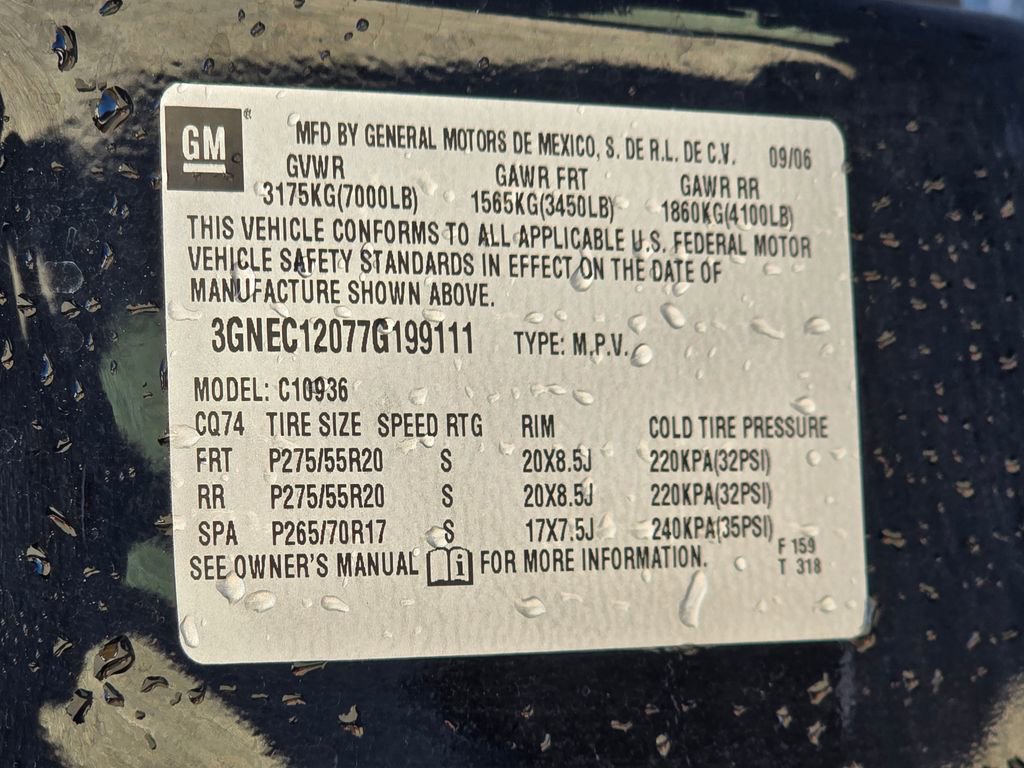 GM
MFD BY GENERAL MOTORS DE MEXICO, S. DE R.L. DE C.V. 09/06
GVWR GAWR FRT GAWR RR
3175KG(7000LB) 1565KG(3450LB) 1860KG(4100LB)
THIS VEHICLE CONFORMS TO ALL APPLICABLE U.S. FEDERAL MOTOR
VEHICLE SAFETY STANDARDS IN EFFECT ON THE DATE OF
MANUFACTURE SHOWN ABOVE.
3GNEC12077G199111 TYPE: M.P.V.
MODEL: C10936
CQ74 TIRE SIZE SPEED RTG RIM COLD TIRE PRESSURE
FRT P275/55R20 S 20X8.5J 220KPA(32PSI)
RR P275/55R20 S 20X8.5J 220KPA(32PSI)
SPA P265/70R17 S 17X7.5J 240KPA(35PSI)
SEE OWNER'S MANUAL i FOR MORE INFORMATION.
F 159
T 318